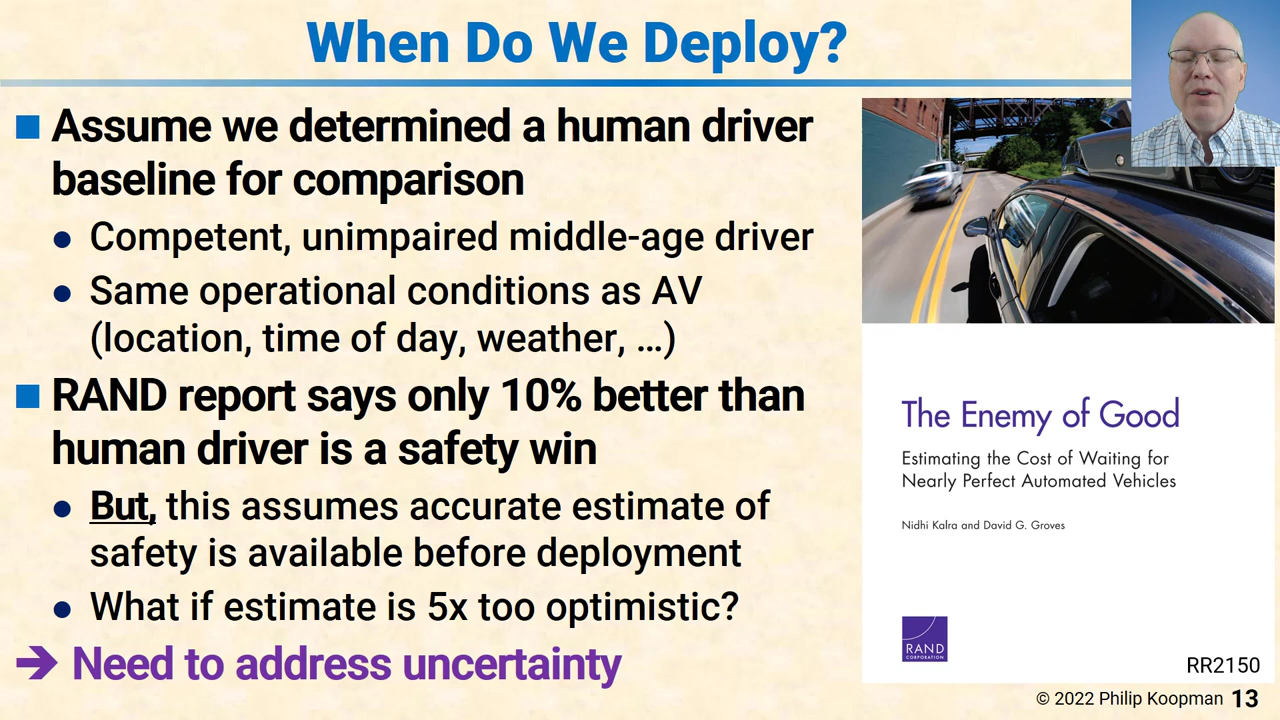 When Do We Deploy?
Assume we determined a human driver
baseline for comparison
Competent, unimpaired middle-age driver
Same operational conditions as AV
(location, time of day, weather, ...)
RAND report says only 10% better than
human driver is a safety win
But, this assumes accurate estimate of
safety is available before deployment
What if estimate is 5x too optimistic?
Need to address uncertainty
The Enemy of Good
Estimating the Cost of Waiting for
Nearly Perfect Automated Vehicles
Nidhi Kalra and David G. Groves
RAND
CORPORATION
RR2150
© 2022 Philip Koopman 13